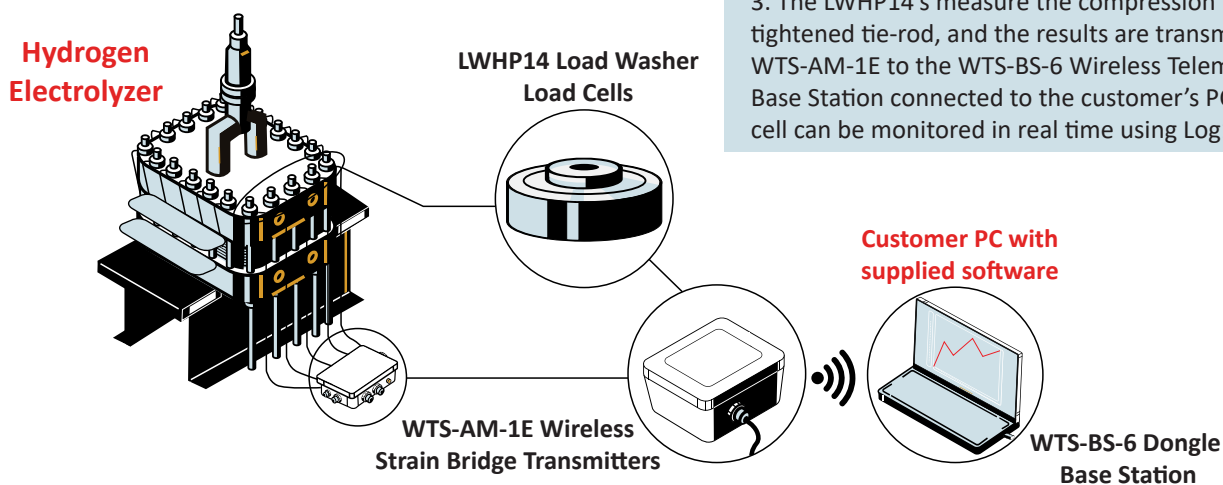 3. The LWHP14's measure the compression
tightened tie-rod, and the results are transm
WTS-AM-1E to the WTS-BS-6 Wireless Telem
Base Station connected to the customer's PC
cell can be monitored in real time using Log
Hydrogen
Electrolyzer
LWHP14 Load Washer
Load Cells
Customer PC with
supplied software
WTS-AM-1E Wireless
Strain Bridge Transmitters
WTS-BS-6 Dongle
Base Station